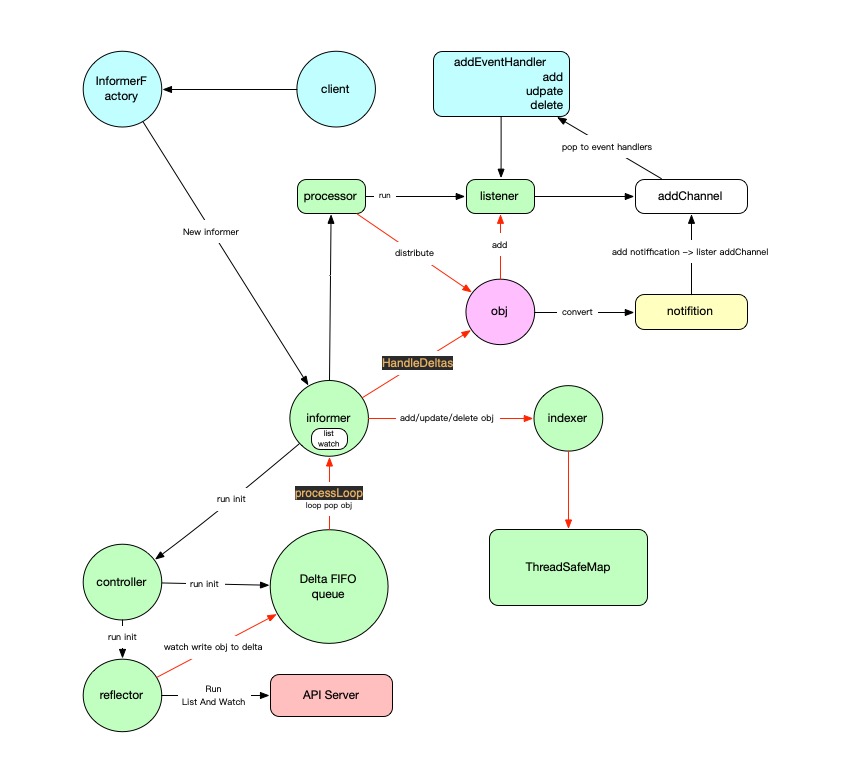 InformerF
actory
client
addEventHandler
add
udpate
delete
pop to event handlers
processor
run
listener
addChannel
New informer
distribute
add
add notiffication -> lister addChannel
obj
convert
notifition
HandleDeltas
informer
list
watch
add/update/delete obj
indexer
processLoop
loop pop obj
run init
controller
run init
Delta FIFO
queue
ThreadSafeMap
run init
watch write obj to delta
reflector
Run
List And Watch
API Server